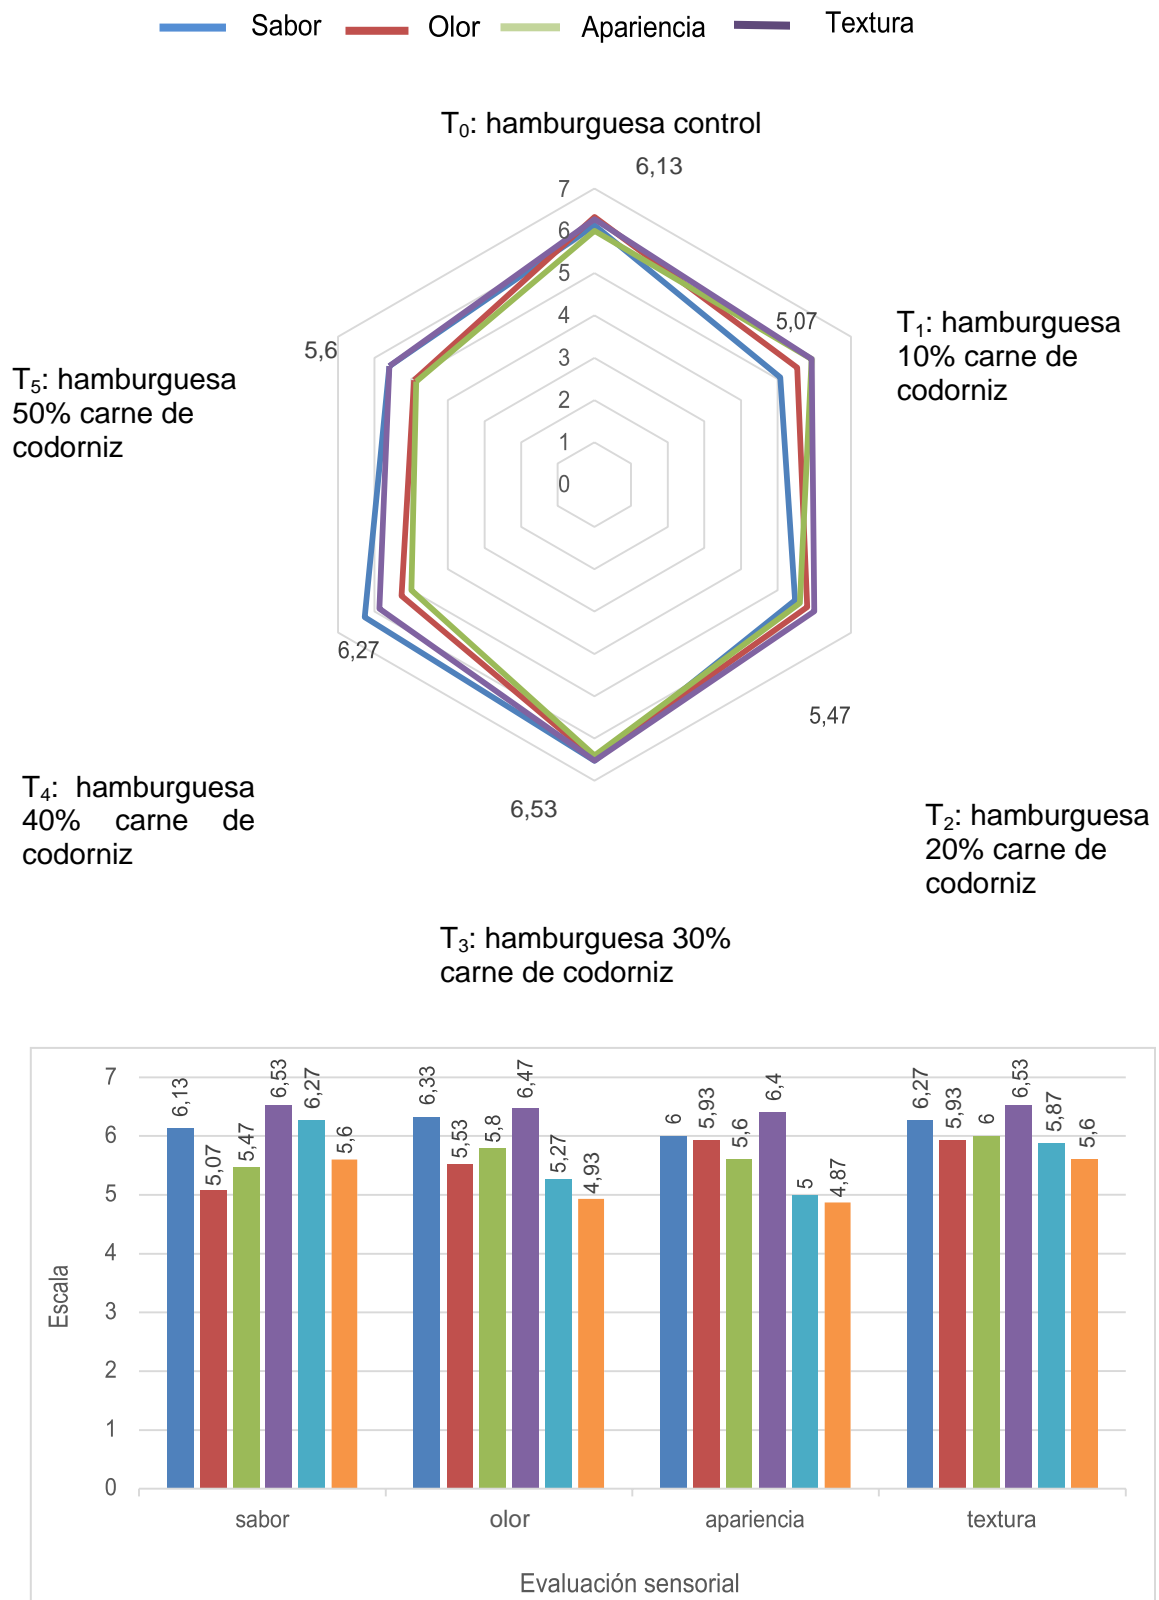 Sabor Olor Apariencia Textura
T₀: hamburguesa control
6,13
7
6
5
4
3
2
1
0
5,07
T₁: hamburguesa
10% carne de
codorniz
5,6
T₅: hamburguesa
50% carne de
codorniz
6,27
5,47
T₄: hamburguesa
40% carne de
codorniz
6,53
T₂: hamburguesa
20% carne de
codorniz
T₃: hamburguesa 30%
carne de codorniz
Escala
7
6
5
4
3
2
1
0
6,13 5,07 5,47 6,53 6,27 5,6
6,33 5,53 5,8 6,47 5,27 4,93
6 5,93 5,6 6,4 5 4,87
6,27 5,93 6 6,53 5,87 5,6
sabor olor apariencia textura
Evaluación sensorial